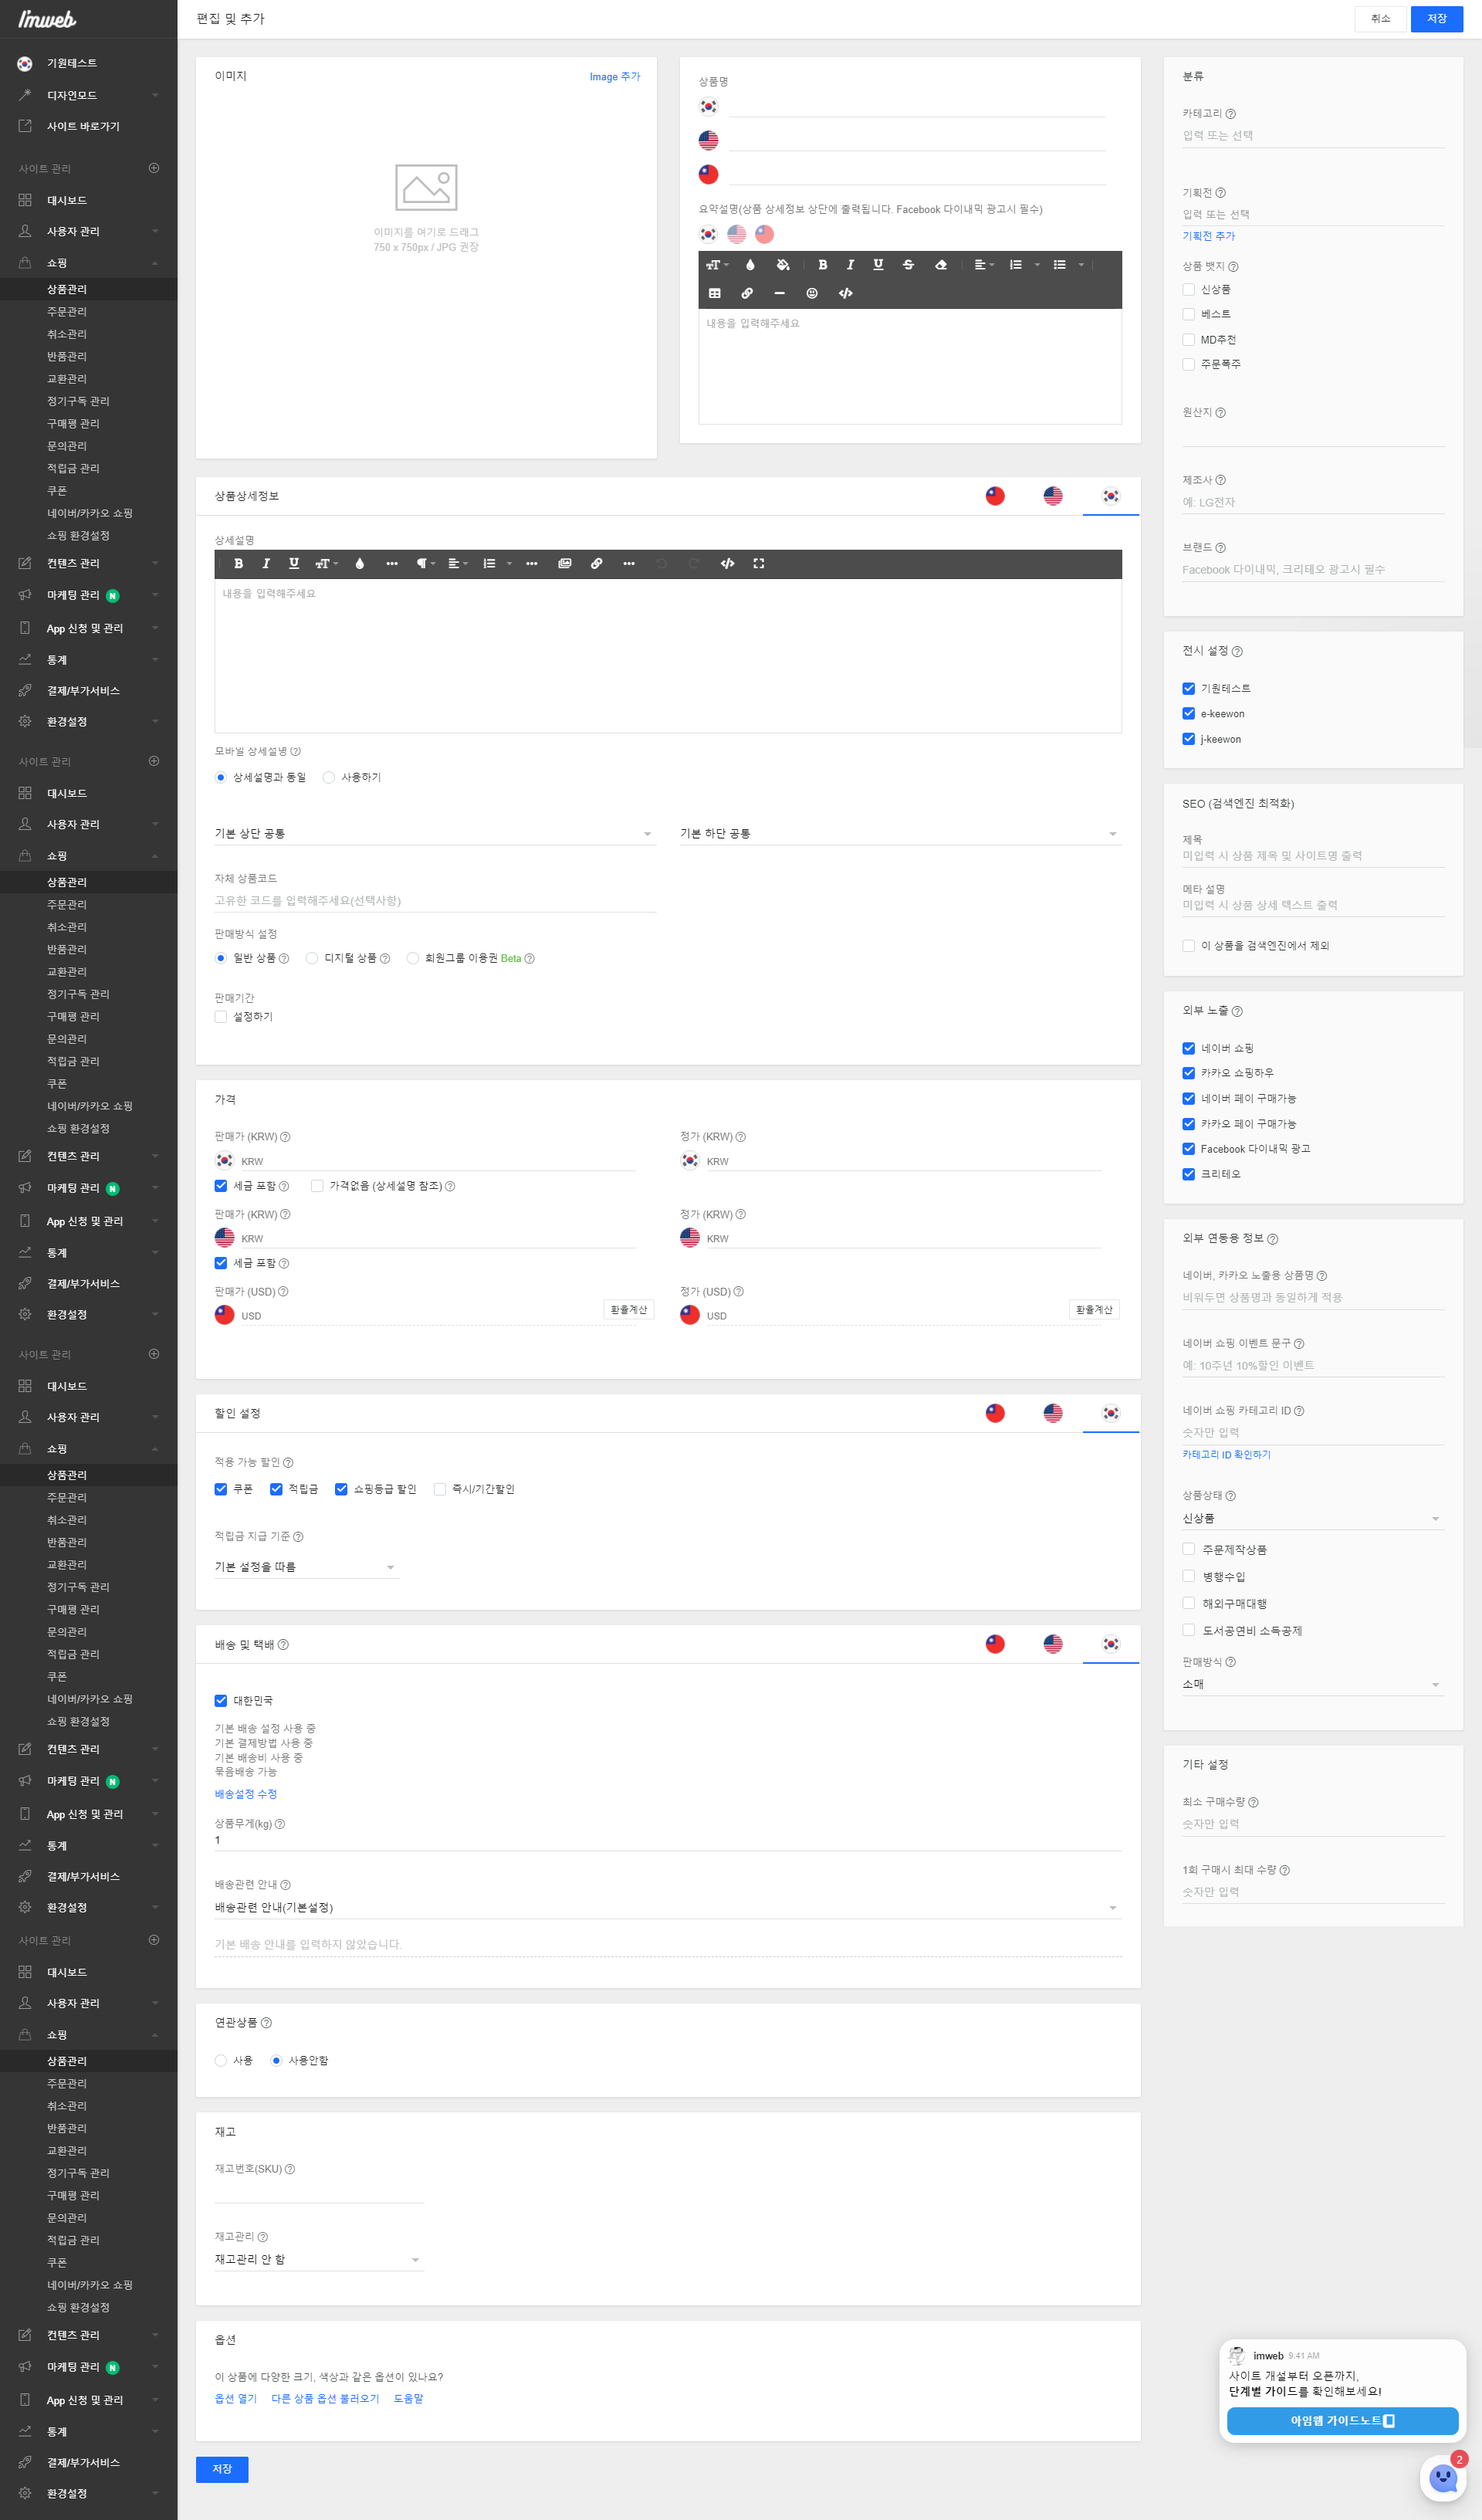 I'mweb
기원테스트
디자인모드
사이트 바로가기
사이트 관리
대시보드
사용자 관리
쇼핑
상품관리
주문관리
취소관리
반품관리
교환관리
정기구독 관리
구매평 관리
문의관리
적립금 관리
쿠폰
네이버/카카오 쇼핑
쇼핑 환경설정
컨텐츠 관리
마케팅 관리 N
App 신청 및 관리
통계
결제/부가서비스
환경설정
사이트 관리
대시보드
사용자 관리
쇼핑
상품관리
주문관리
취소관리
반품관리
교환관리
정기구독 관리
구매평 관리
문의관리
적립금 관리
쿠폰
네이버/카카오 쇼핑
쇼핑 환경설정
컨텐츠 관리
마케팅 관리 N
App 신청 및 관리
통계
결제/부가서비스
환경설정
사이트 관리
대시보드
사용자 관리
쇼핑
상품관리
주문관리
취소관리
반품관리
교환관리
정기구독 관리
구매평 관리
문의관리
적립금 관리
쿠폰
네이버/카카오 쇼핑
쇼핑 환경설정
컨텐츠 관리
마케팅 관리 N
App 신청 및 관리
통계
결제/부가서비스
환경설정
사이트 관리
대시보드
사용자 관리
쇼핑
상품관리
주문관리
취소관리
반품관리
교환관리
정기구독 관리
구매평 관리
문의관리
적립금 관리
쿠폰
네이버/카카오 쇼핑
쇼핑 환경설정
컨텐츠 관리
마케팅 관리 N
App 신청 및 관리
통계
결제/부가서비스
환경설정
편집 및 추가
취소 저장
이미지 Image 추가
이미지를 여기로 드래그
750 x 750px / JPG 권장
상품명
요약설명(상품 상세정보 상단에 출력됩니다. Facebook 다이내믹 광고시 필수)
내용을 입력해주세요
상품상세정보
상세설명
내용을 입력해주세요
모바일 상세설명
상세설명과 동일 사용하기
기본 상단 공통 기본 하단 공통
자체 상품코드
고유한 코드를 입력해주세요(선택사항)
판매방식 설정
일반 상품 디지털 상품 회원그룹 이용권 Beta
판매기간
설정하기
가격
판매가 (KRW) 정가 (KRW)
KRW KRW
세금 포함 가격없음 (상세설명 참조)
판매가 (KRW) 정가 (KRW)
KRW KRW
세금 포함
판매가 (USD) 정가 (USD)
USD 환율계산 USD 환율계산
할인 설정
적용 가능 할인
쿠폰 적립금 쇼핑등급 할인 즉시/기간할인
적립금 지급 기준
기본 설정을 따름
배송 및 택배
대한민국
기본 배송 설정 사용 중
기본 결제방법 사용 중
기본 배송비 사용 중
묶음배송 가능
배송설정 수정
상품무게(kg)
1
배송관련 안내
배송관련 안내(기본설정)
기본 배송 안내를 입력하지 않았습니다.
연관상품
사용 사용안함
재고
재고번호(SKU)
재고관리
재고관리 안 함
옵션
이 상품에 다양한 크기, 색상과 같은 옵션이 있나요?
옵션 열기 다른 상품 옵션 불러오기 도움말
저장
분류
카테고리
입력 또는 선택
기획전
입력 또는 선택
기획전 추가
상품 뱃지
신상품
베스트
MD추천
주문폭주
원산지
제조사
예: LG전자
브랜드
Facebook 다이내믹, 크리테오 광고시 필수
전시 설정
기원테스트
e-keewon
j-keewon
SEO (검색엔진 최적화)
제목
미입력 시 상품 제목 및 사이트명 출력
메타 설명
미입력 시 상품 상세 텍스트 출력
이 상품을 검색엔진에서 제외
외부 노출
네이버 쇼핑
카카오 쇼핑하우
네이버 페이 구매가능
카카오 페이 구매가능
Facebook 다이내믹 광고
크리테오
외부 연동용 정보
네이버, 카카오 노출용 상품명
비워두면 상품명과 동일하게 적용
네이버 쇼핑 이벤트 문구
예: 10주년 10%할인 이벤트
네이버 쇼핑 카테고리 ID
숫자만 입력
카테고리 ID 확인하기
상품상태
신상품
주문제작상품
병행수입
해외구매대행
도서공연비 소득공제
판매방식
소매
기타 설정
최소 구매수량
숫자만 입력
1회 구매시 최대 수량
숫자만 입력
imweb 9:41 AM
사이트 개설부터 오픈까지,
단계별 가이드를 확인해보세요!
아임웹 가이드노트
2